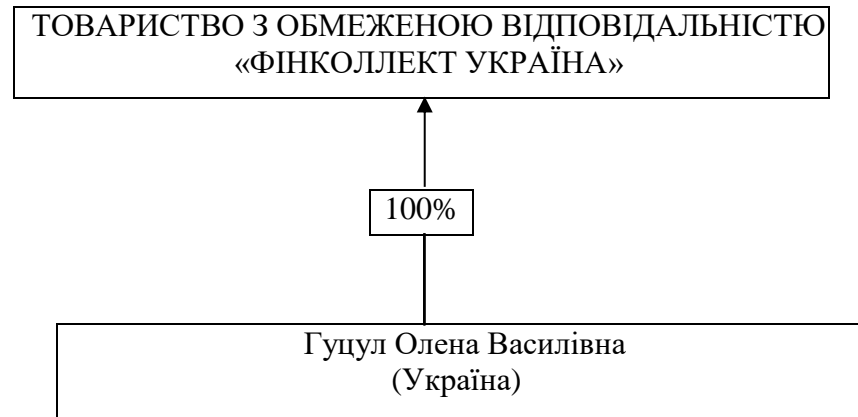 ТОВАРИСТВО З ОБМЕЖЕНОЮ ВІДПОВІДАЛЬНІСТЮ
«ФІНКОЛЛЕКТ УКРАЇНА»
100%
Гуцул Олена Василівна
(Україна)